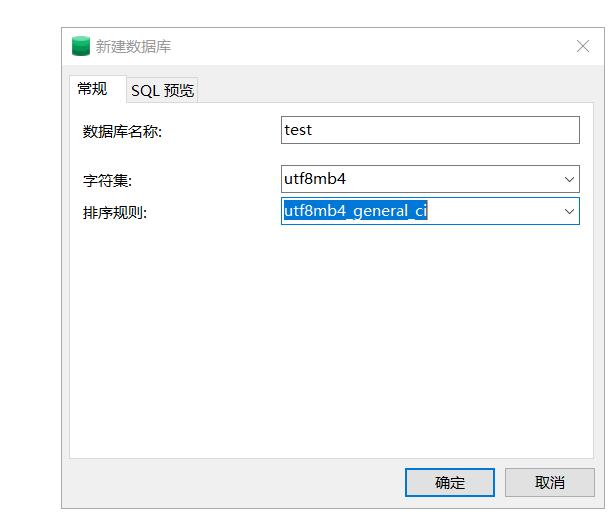 新建数据库
常规 SQL 预览
数据库名称: test
字符集: utf8mb4
排序规则: utf8mb4_general_ci
确定 取消